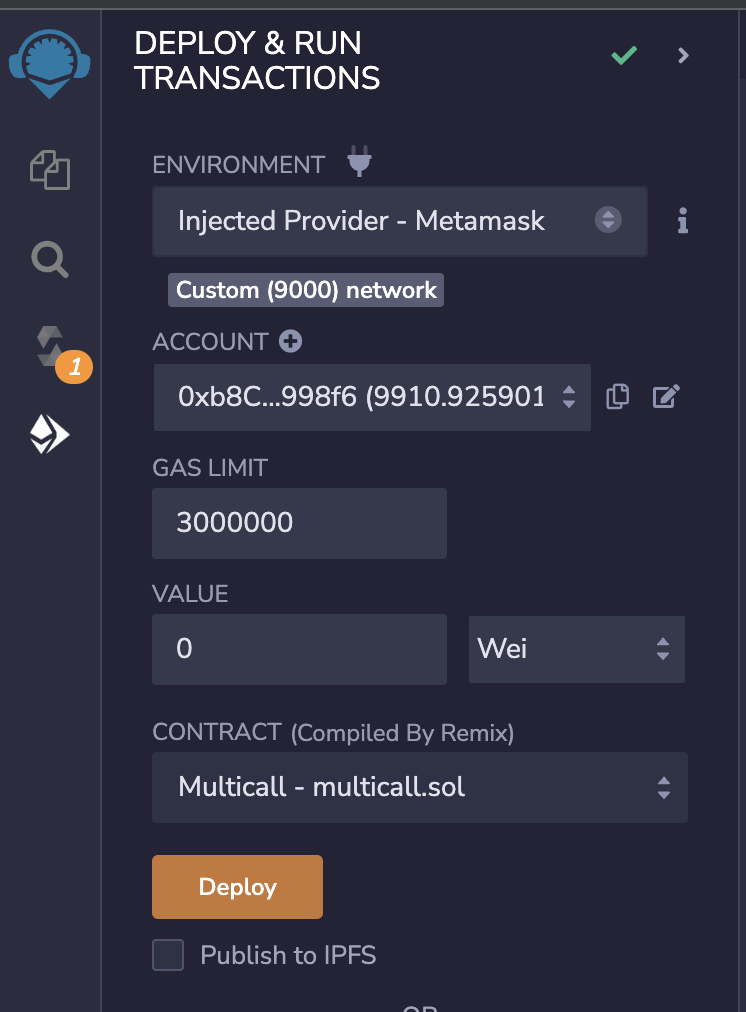 DEPLOY & RUN
TRANSACTIONS
ENVIRONMENT
Injected Provider - Metamask
Custom (9000) network
ACCOUNT
1
0xb8C...998f6 (9910.925901
GAS LIMIT
3000000
VALUE
0
Wei
CONTRACT (Compiled By Remix)
Multicall - multicall.sol
Deploy
Publish to IPFS
OR